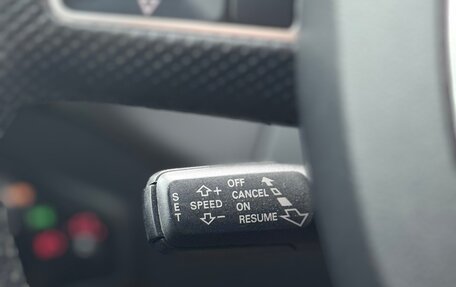 SET
+
SPEED
-
OFF
CANCEL
ON
RESUME